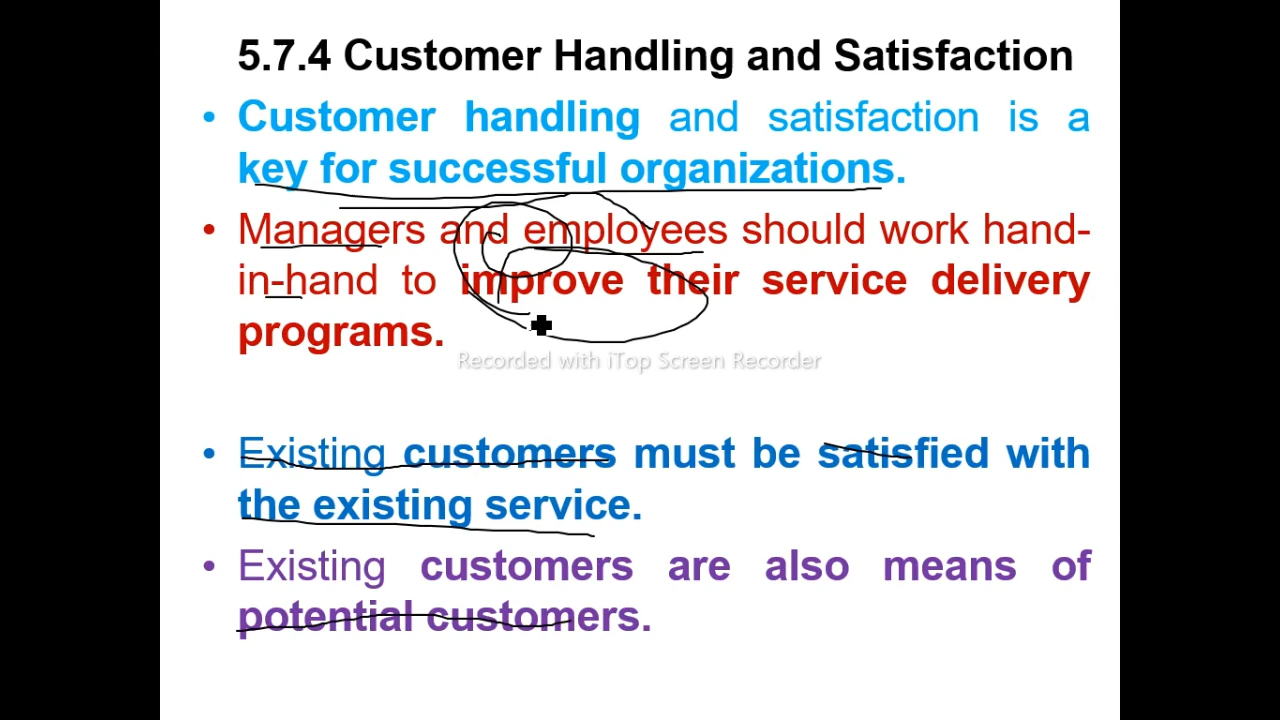 5.7.4 Customer Handling and Satisfaction
• Customer handling and satisfaction is a
key for successful organizations.
• Managers and employees should work hand-
in-hand to improve their service delivery
programs.
Recorded with iTop Screen Recorder
• Existing customers must be satisfied with
the existing service.
• Existing customers are also means of
potential customers.